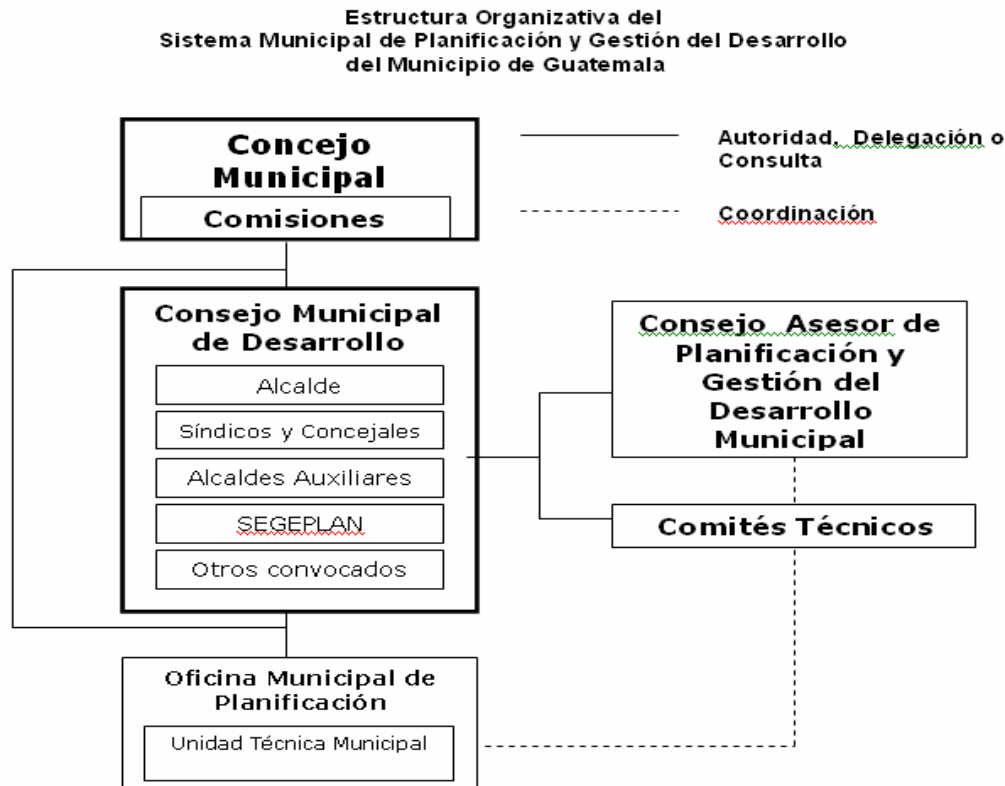 Estructura Organizativa del
Sistema Municipal de Planificación y Gestión del Desarrollo
del Municipio de Guatemala
Concejo
Municipal
Comisiones
Autoridad, Delegación o
Consulta
Coordinación
Consejo Municipal
de Desarrollo
Alcalde
Síndicos y Concejales
Alcaldes Auxiliares
SEGEPLAN
Otros convocados
Consejo Asesor de
Planificación y
Gestión del
Desarrollo
Municipal
Comités Técnicos
Oficina Municipal de
Planificación
Unidad Técnica Municipal